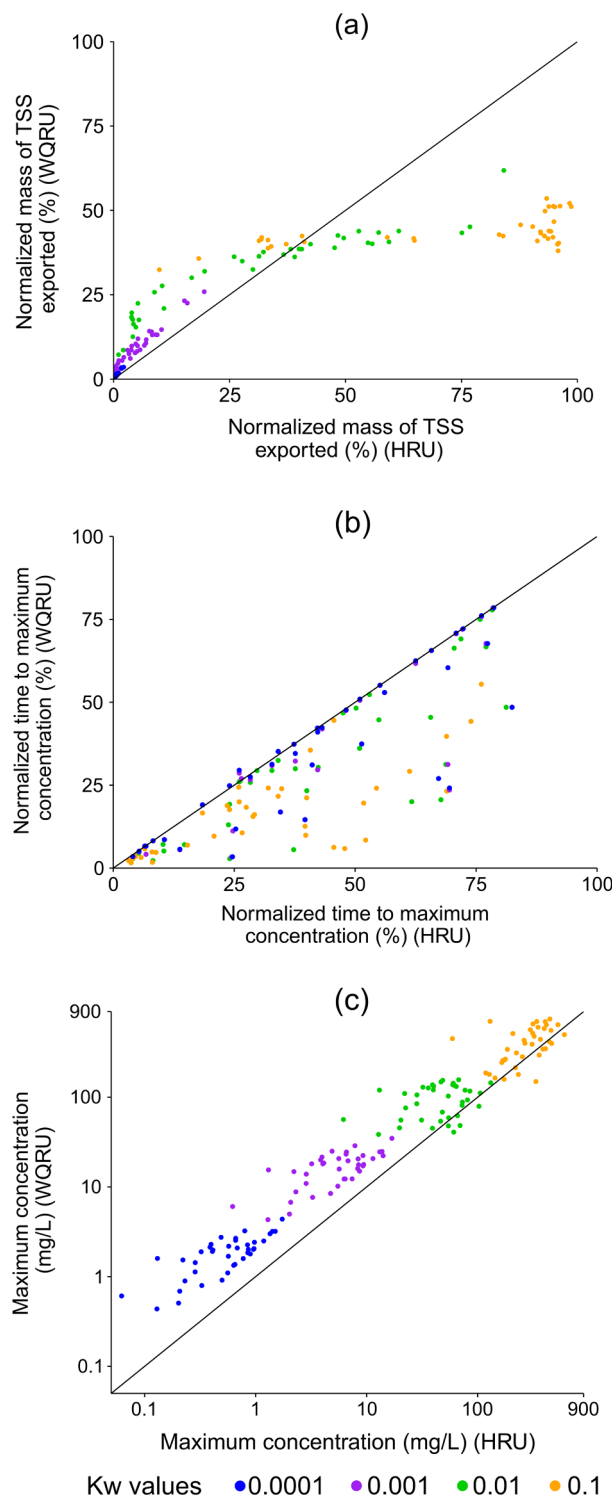 (a)
100
75
50
25
0
Normalized mass of TSS
exported (%) (WQRU)
0 25 50 75 100
Normalized mass of TSS
exported (%) (HRU)
(b)
100
75
50
25
0
Normalized time to maximum
concentration (%) (WQRU)
0 25 50 75 100
Normalized time to maximum
concentration (%) (HRU)
(c)
900
100
10
1
0.1
Maximum concentration
(mg/L) (WQRU)
0.1 1 10 100 900
Maximum concentration (mg/L) (HRU)
Kw values 0.0001 0.001 0.01 0.1